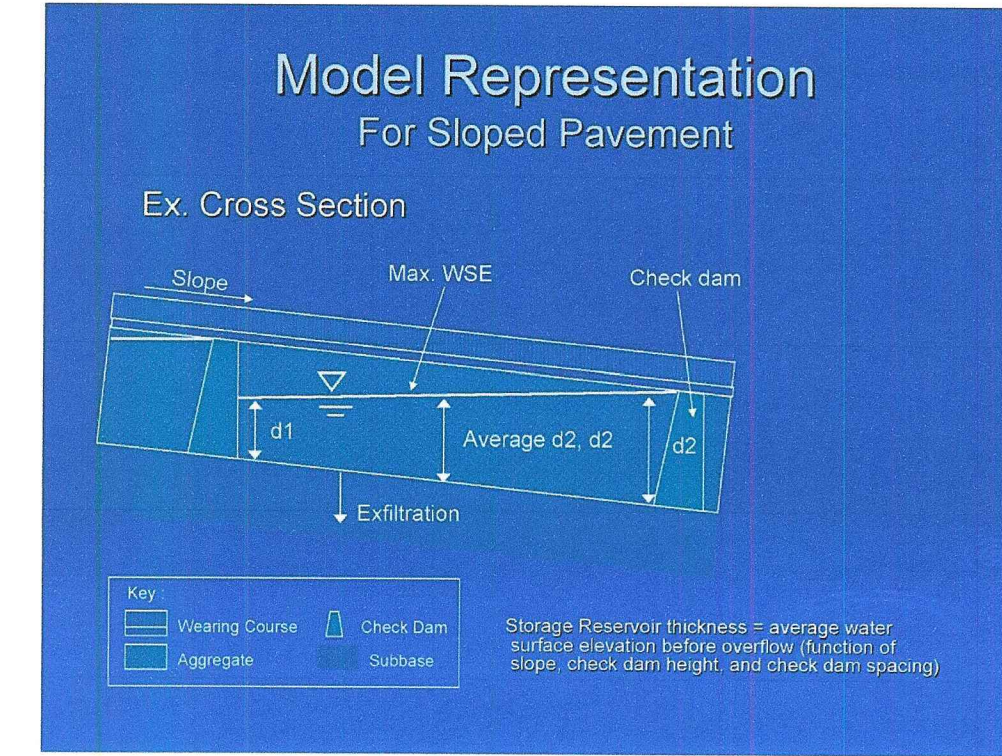 Model Representation
For Sloped Pavement
Ex. Cross Section
Slope
Max. WSE
Check dam
d1
Average d2, d2
d2
Exfiltration
Key :
Wearing Course
Check Dam
Aggregate
Subbase
Storage Reservoir thickness = average water
surface elevation before overflow (function of
slope, check dam height, and check dam spacing)